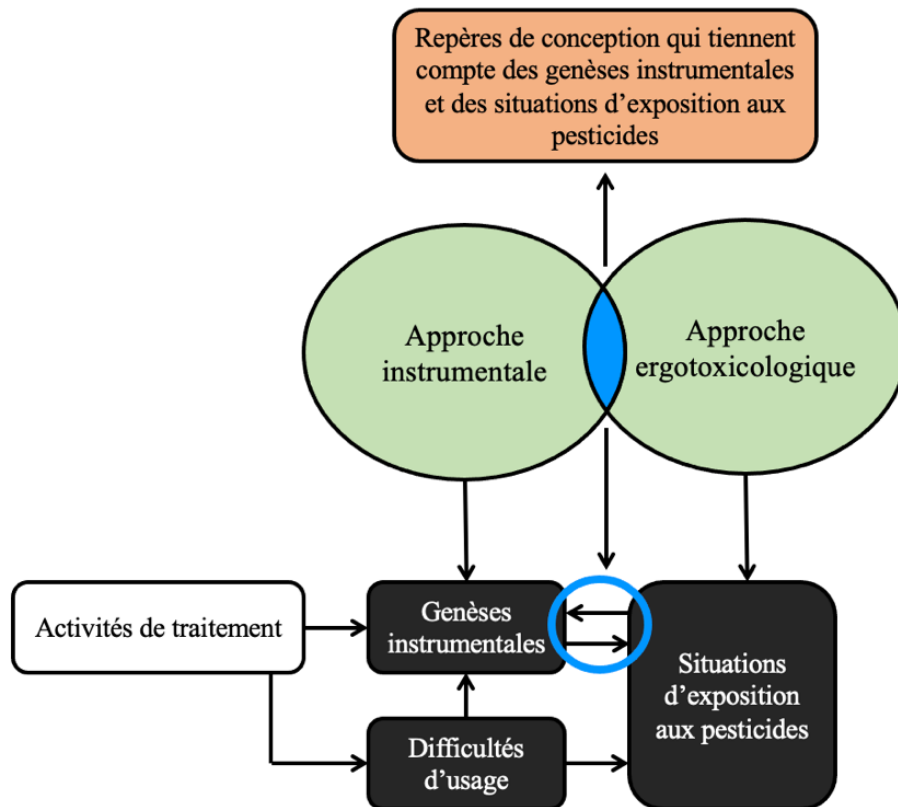 Repères de conception qui tiennent
compte des genèses instrumentales
et des situations d’exposition aux
pesticides
Approche
instrumentale
Approche
ergotoxicologique
Activités de traitement
Genèses
instrumentales
Situations
d’exposition
aux pesticides
Difficultés
d’usage